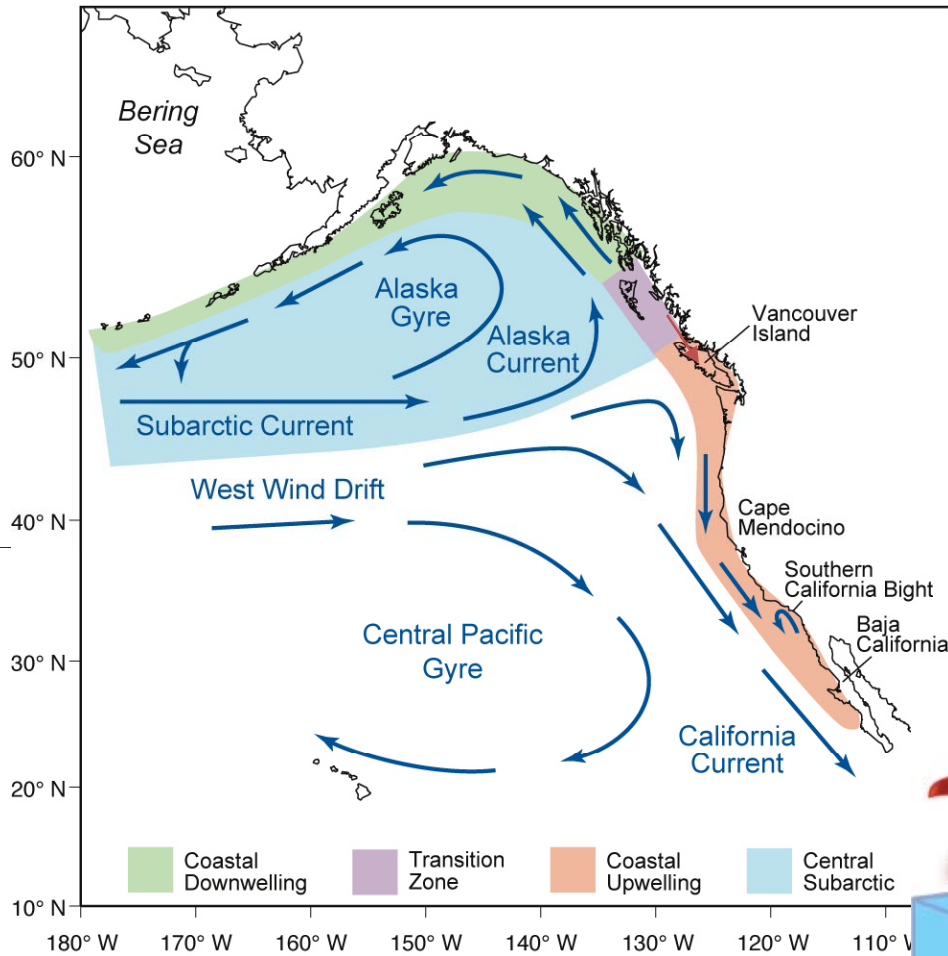 Bering
Sea
60° N
Alaska
Gyre
Alaska
Current
Vancouver
Island
50° N
Subarctic Current
West Wind Drift
40° N
Cape
Mendocino
Southern
California Bight
Baja
California
Central Pacific
Gyre
30° N
California
Current
20° N
Coastal
Downwelling
Transition
Zone
Coastal
Upwelling
Central
Subarctic
10° N
180° W
170° W
160° W
150° W
140° W
130° W
120° W
110°